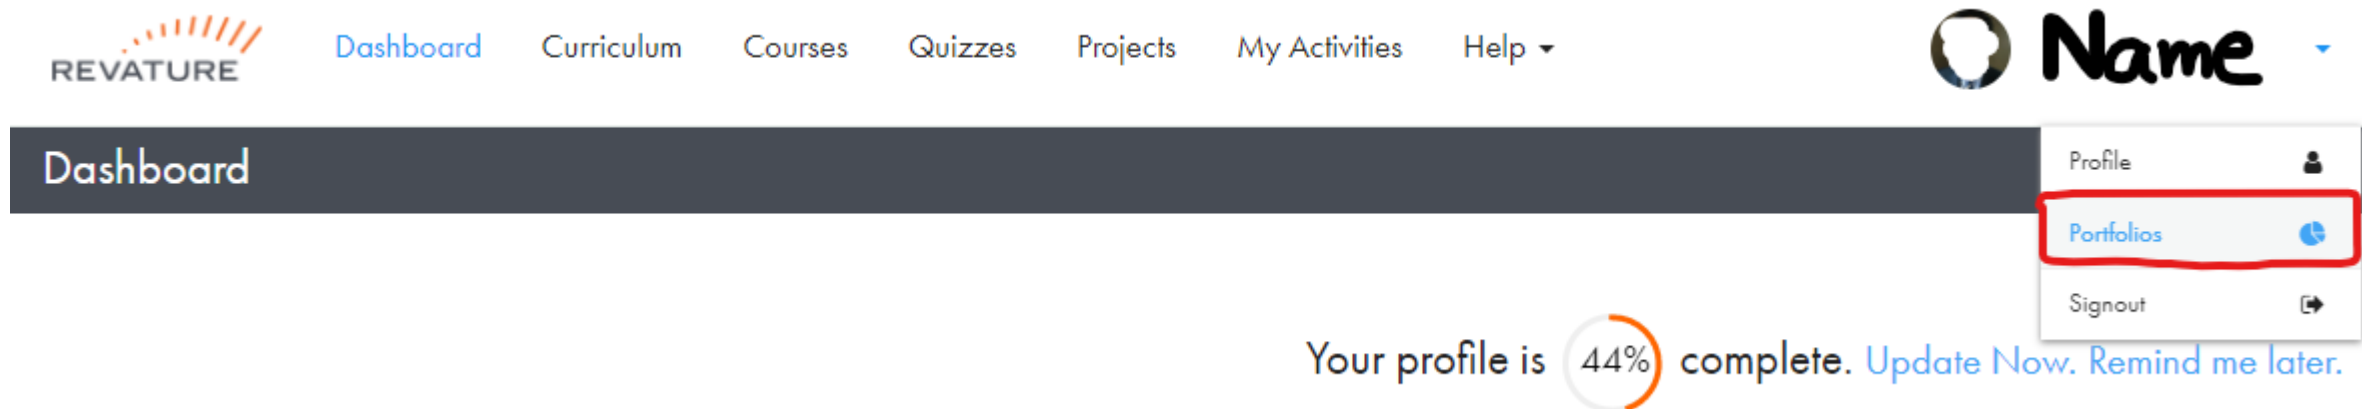 REVATURE Dashboard Curriculum Courses Quizzes Projects My Activities Help Name
Dashboard
Profile
Portfolios
Signout
Your profile is 44% complete. Update Now. Remind me later.